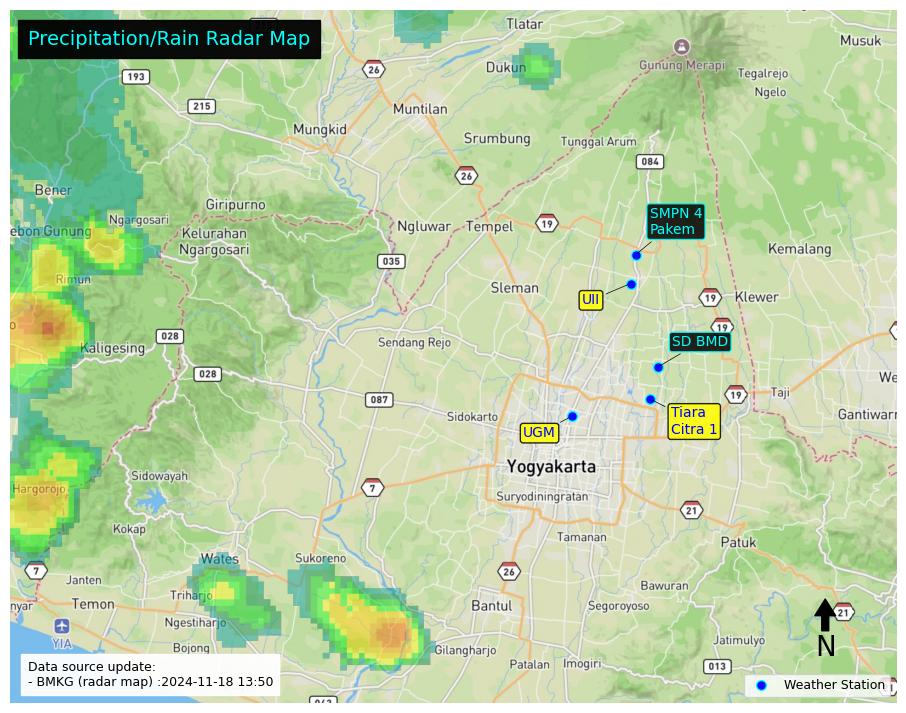 Precipitation/Rain Radar Map
Tlatar
Musuk
Gunung Merapi
Tegalrejo
Ngelo
Dukun
26
193
215
Muntilan
Mungkid
Srumbung
Tunggal Arum
084
26
Bener
Giripurno
Ngargosari
ebon Gunung
Kelurahan
Ngargosari
Ngluwar
Tempel
19
SMPN 4
Pakem
Kemalang
035
Rimun
Sleman
UII
19
Klewer
19
o
028
Kaligesing
Sendang Rejo
SD BMD
028
087
Sidokarto
19
Taji
We
Gantiwarn
Tiara
Citra 1
UGM
Yogyakarta
Sidowayah
Hargorojo
7
Suryodiningratan
21
Kokap
Tamanan
Patuk
7
Wates
Sukoreno
26
Janten
Triharjo
Bawuran
nyar
Temon
Bantul
Segoroyoso
21
Ngestiharjo
YIA
Bojong
Gilangharjo
Jatimulyo
N
Patalan
Imogiri
013
Data source update:
- BMKG (radar map) :2024-11-18 13:50
Weather Station